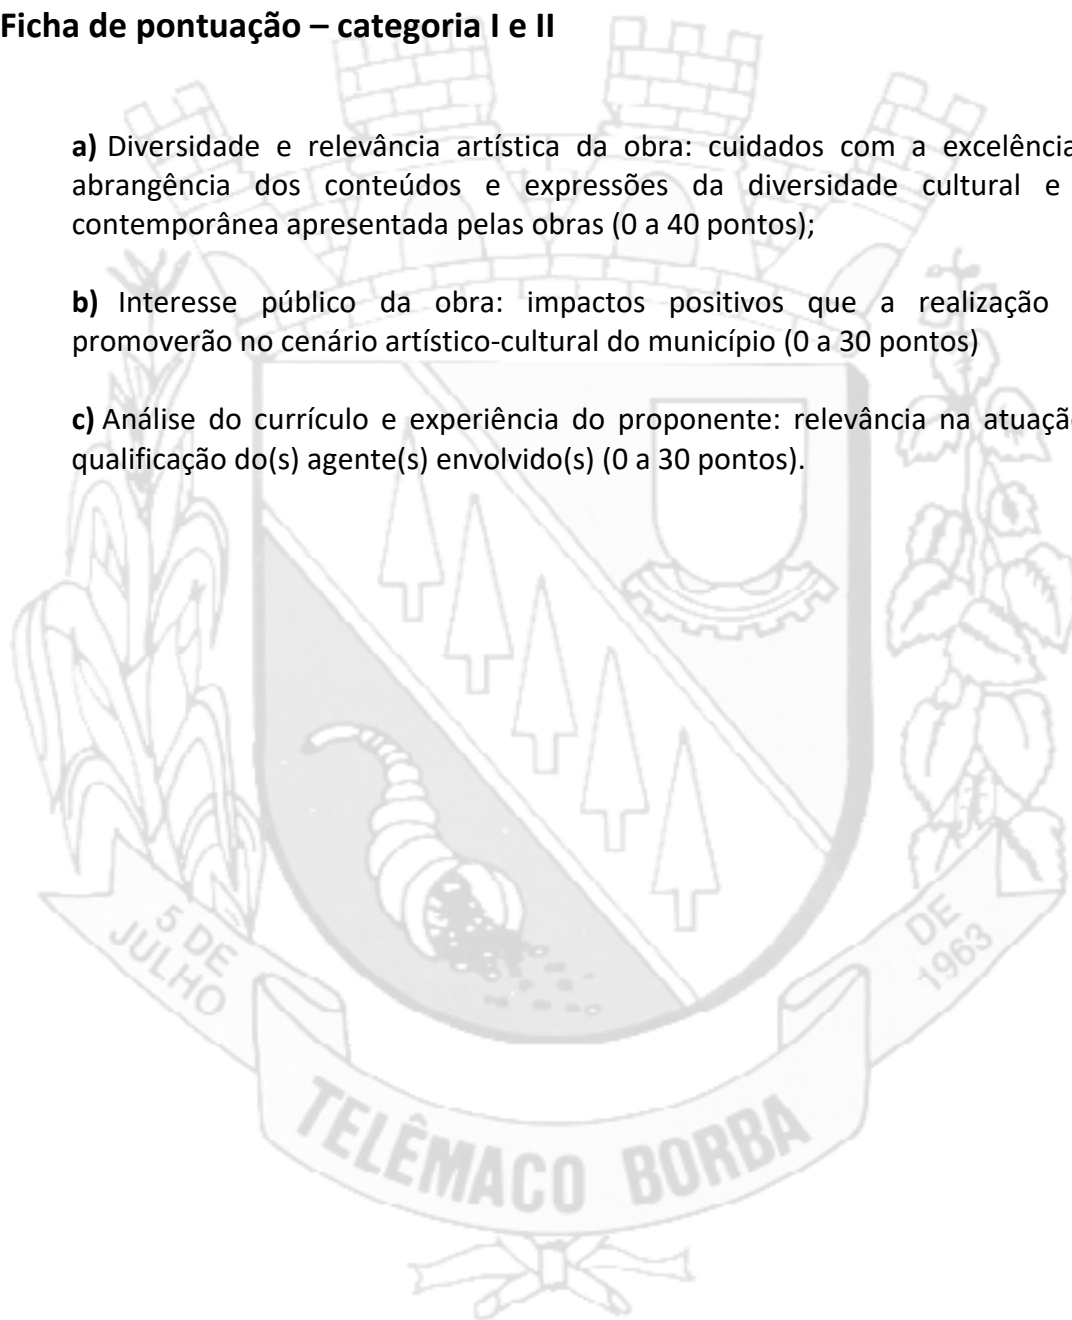 Ficha de pontuação – categoria I e II
a) Diversidade e relevância artística da obra: cuidados com a excelência
abrangência dos conteúdos e expressões da diversidade cultural e
contemporânea apresentada pelas obras (0 a 40 pontos);
b) Interesse público da obra: impactos positivos que a realização
promoverão no cenário artístico-cultural do município (0 a 30 pontos)
c) Análise do currículo e experiência do proponente: relevância na atuação
qualificação do(s) agente(s) envolvido(s) (0 a 30 pontos).
5 DE
JULHO
DE
1963
TELÊMACO BORBA